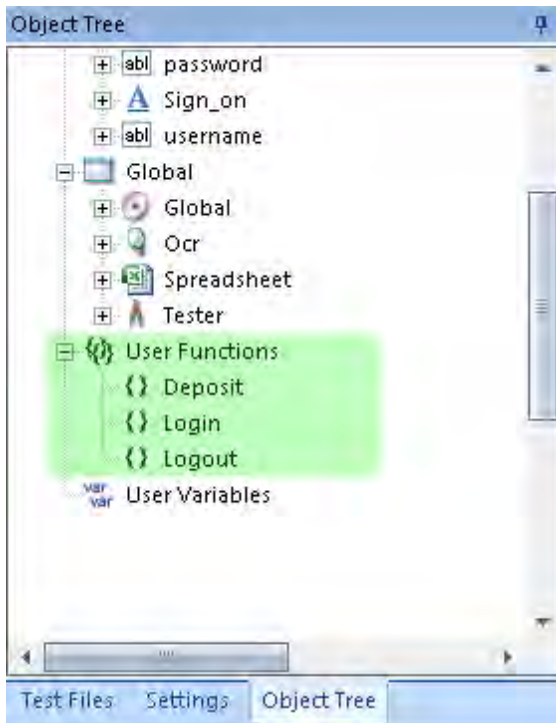 Object Tree
abl password
A Sign_on
abl username
Global
Global
Ocr
Spreadsheet
Tester
{} User Functions
{} Deposit
{} Login
{} Logout
var var User Variables
Test Files Settings Object Tree